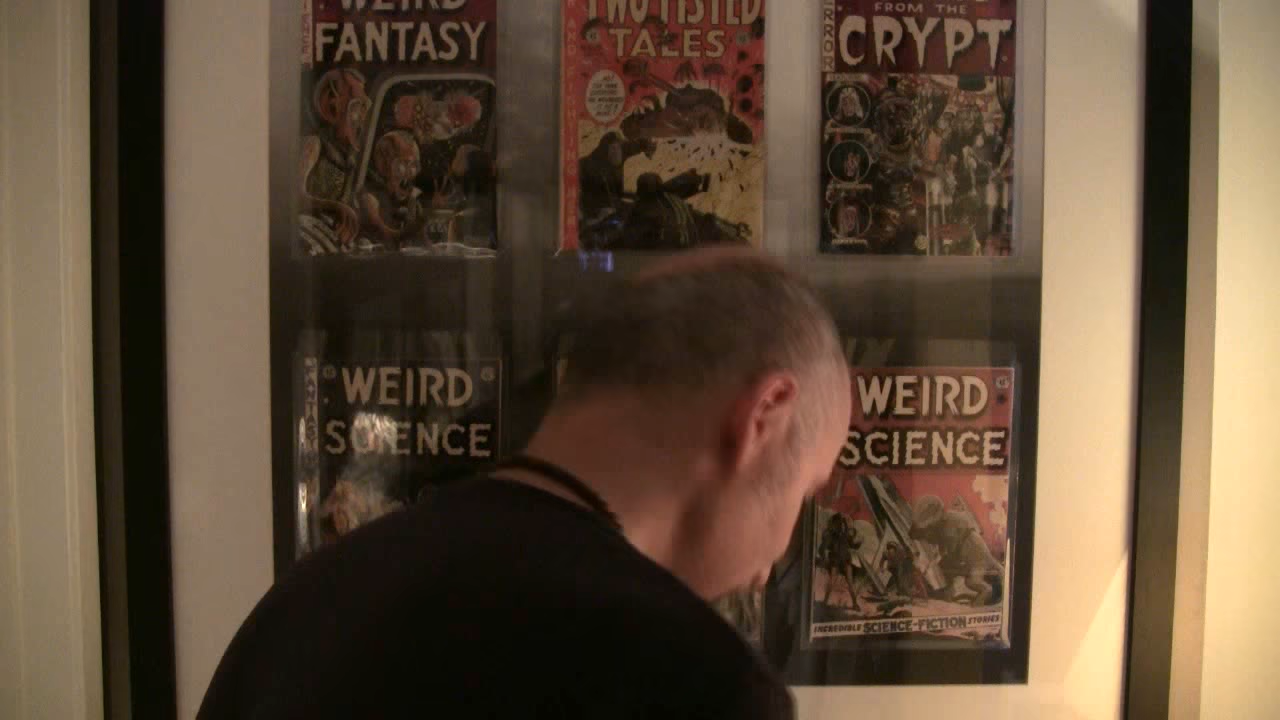 WEIRD
FANTASY
TWO-FISTED
TALES
FROM THE
CRYPT
WEIRD
SCIENCE
WEIRD
SCIENCE
INCREDIBLE SCIENCE-FICTION STORIES